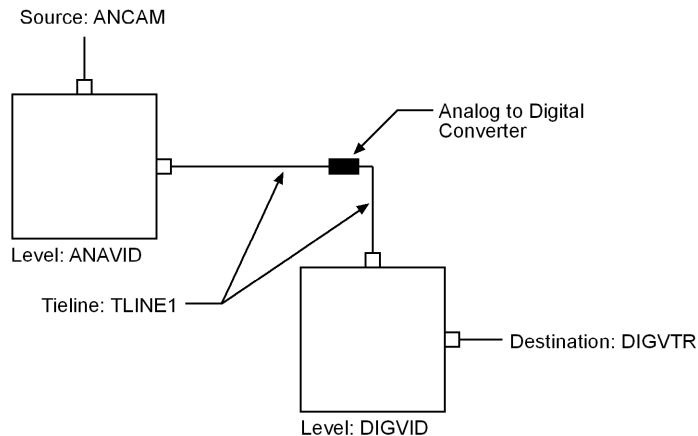 Source: ANCAM
Analog to Digital
Converter
Level: ANAVID
Tieline: TLINE1
Destination: DIGVTR
Level: DIGVID